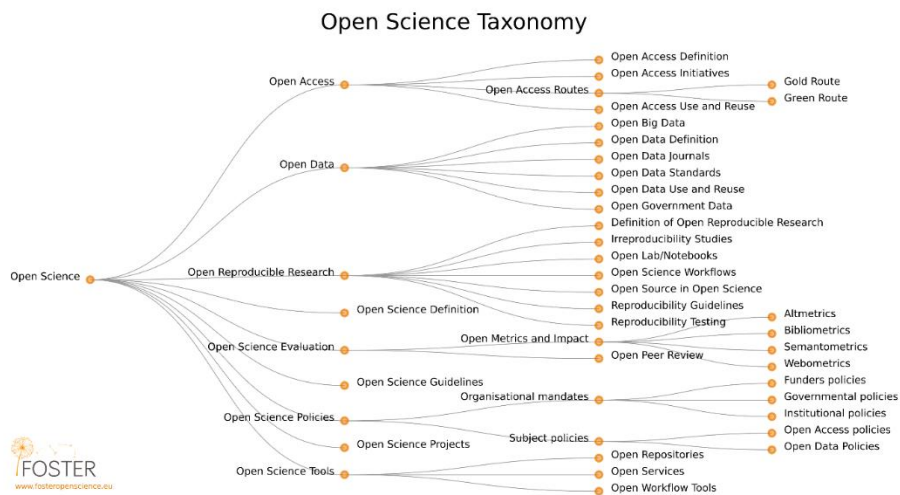 Open Science Taxonomy
Open Science
Open Access
Open Access Definition
Open Access Initiatives
Open Access Routes
Gold Route
Green Route
Open Access Use and Reuse
Open Data
Open Big Data
Open Data Definition
Open Data Journals
Open Data Standards
Open Data Use and Reuse
Open Government Data
Open Reproducible Research
Definition of Open Reproducible Research
Irreproducibility Studies
Open Lab/Notebooks
Open Science Workflows
Open Source in Open Science
Reproducibility Guidelines
Reproducibility Testing
Open Science Definition
Open Science Evaluation
Open Metrics and Impact
Altmetrics
Bibliometrics
Semantometrics
Webometrics
Open Peer Review
Open Science Guidelines
Open Science Policies
Organisational mandates
Funders policies
Governmental policies
Institutional policies
Subject policies
Open Access policies
Open Data Policies
Open Science Projects
Open Science Tools
Open Repositories
Open Services
Open Workflow Tools
FOSTER
www.fosteropenscience.eu